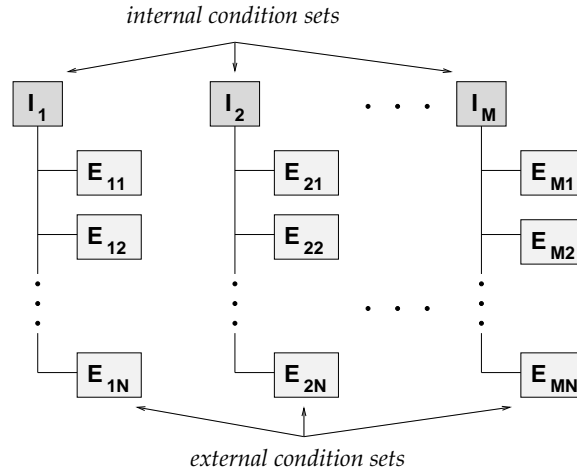 internal condition sets
I1 I2 . . . IM
E11 E21 EM1
E12 E22 EM2
. . .
E1N E2N EMN
external condition sets